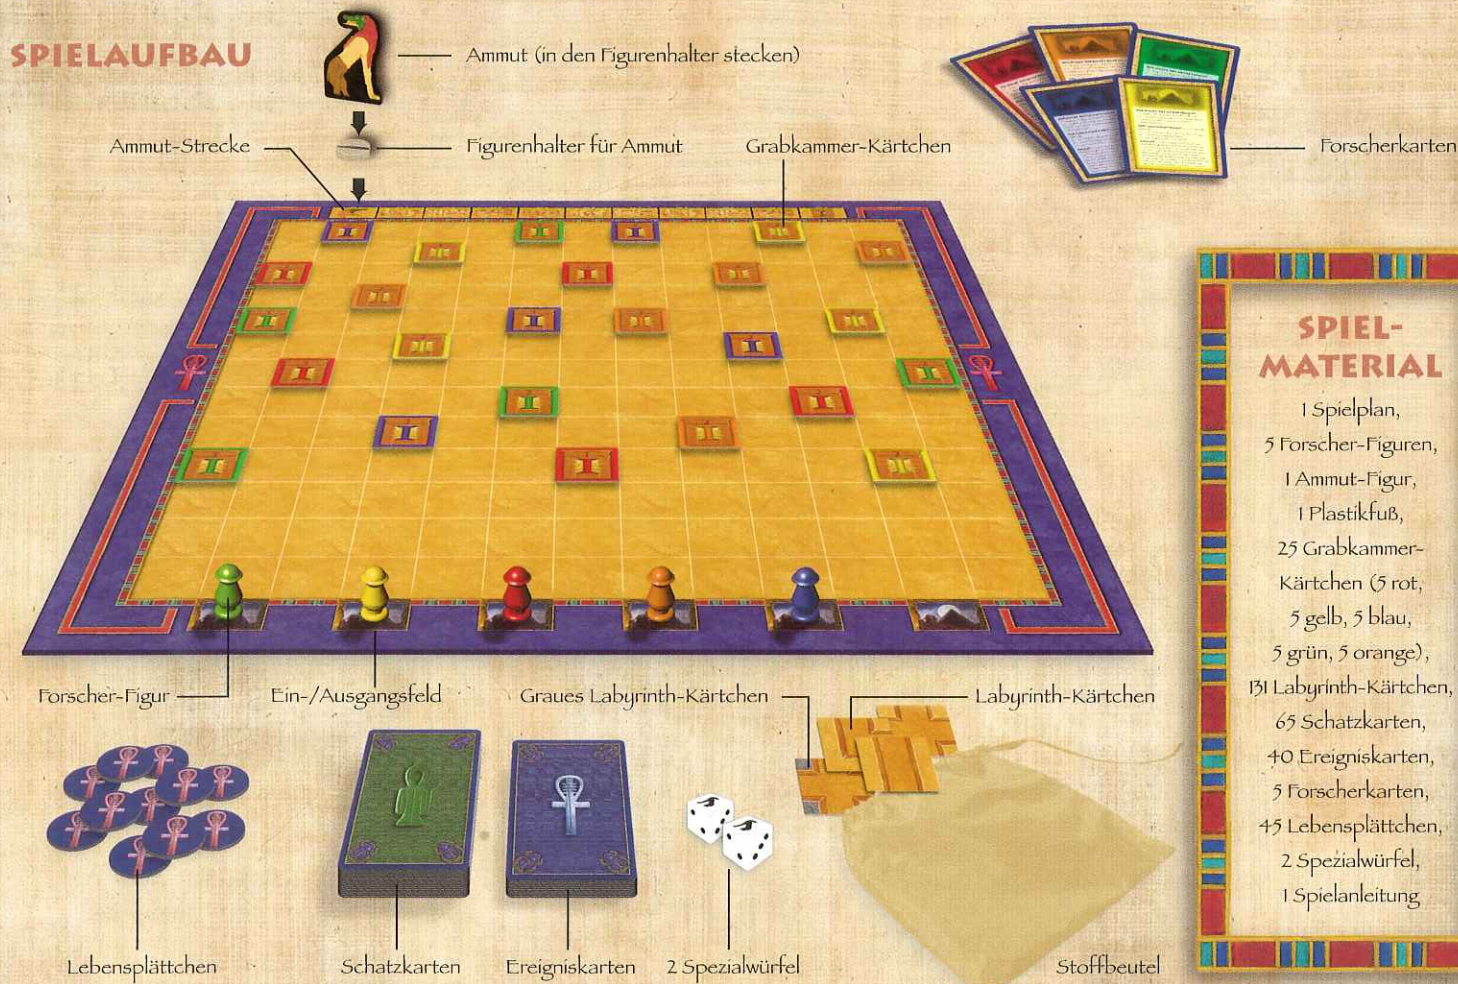 SPIELAUFBAU
Ammut (in den Figurenhalter stecken)
Ammut-Strecke
Figurenhalter für Ammut
Grabkammer-Kärtchen
Forscherkarten
Forscher-Figur
Ein-/Ausgangsfeld
Graues Labyrinth-Kärtchen
Labyrinth-Kärtchen
Lebensplättchen
Schatzkarten
Ereigniskarten
2 Spezialwürfel
Stoffbeutel
SPIEL-
MATERIAL
1 Spielplan,
5 Forscher-Figuren,
1 Ammut-Figur,
1 Plastikfuß,
25 Grabkammer-
Kärtchen (5 rot,
5 gelb, 5 blau,
5 grün, 5 orange),
131 Labyrinth-Kärtchen,
65 Schatzkarten,
40 Ereigniskarten,
5 Forscherkarten,
45 Lebensplättchen,
2 Spezialwürfel,
1 Spielanleitung